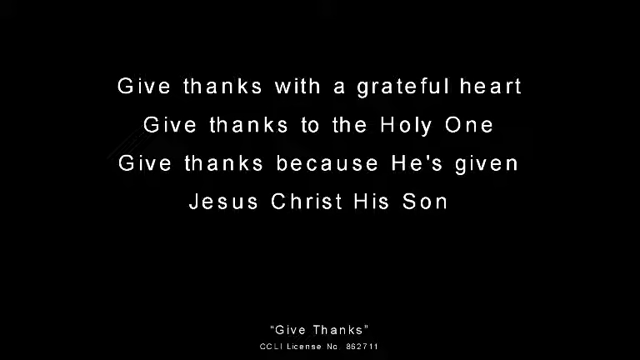 Give thanks with a grateful heart
Give thanks to the Holy One
Give thanks because He's given
Jesus Christ His Son
“Give Thanks”
CCLI License No. 862711